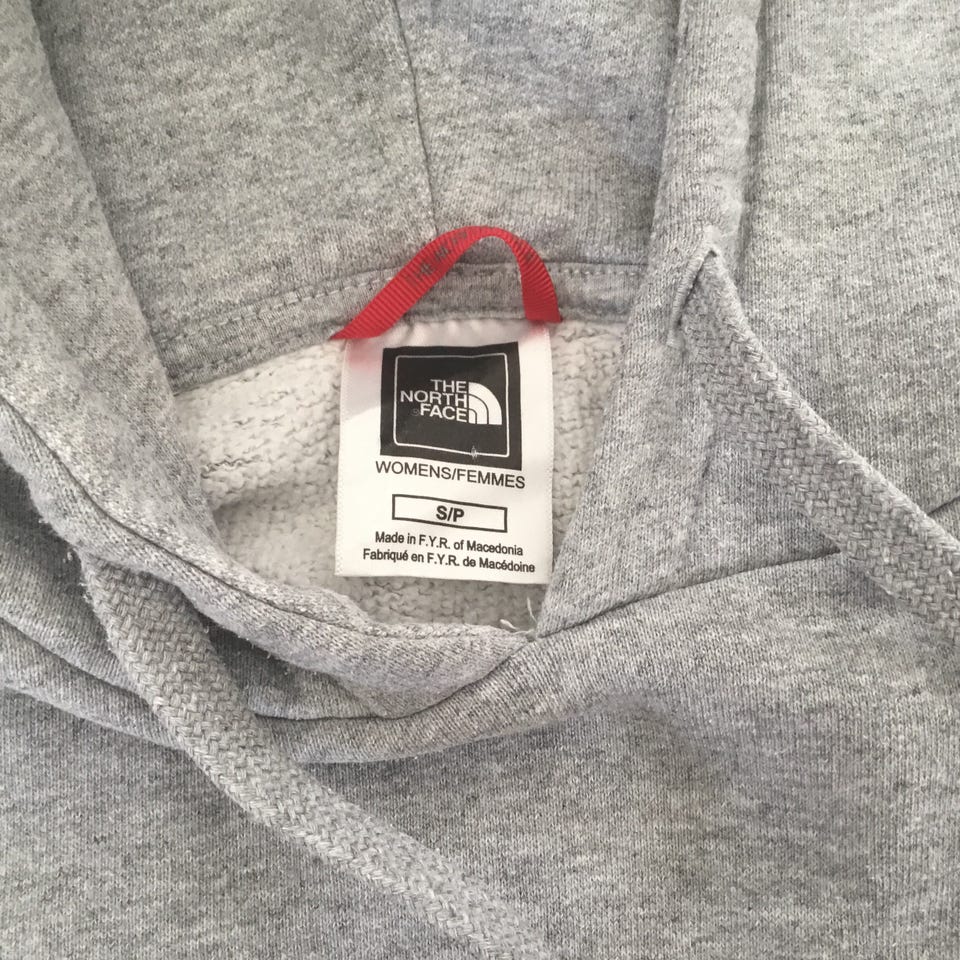 THE
NORTH
FACE
WOMENS/FEMMES
S/P
Made in F.Y.R. of Macedonia
Fabriqué en F.Y.R. de Macédoine